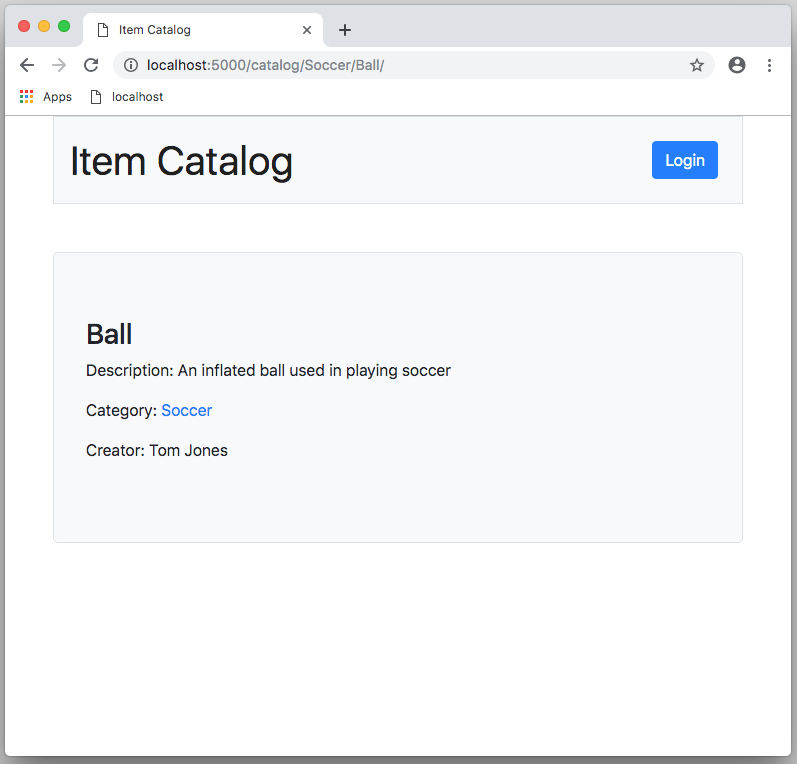 Item Catalog
localhost:5000/catalog/Soccer/Ball/
Apps localhost
Item Catalog Login
Ball
Description: An inflated ball used in playing soccer
Category: Soccer
Creator: Tom Jones